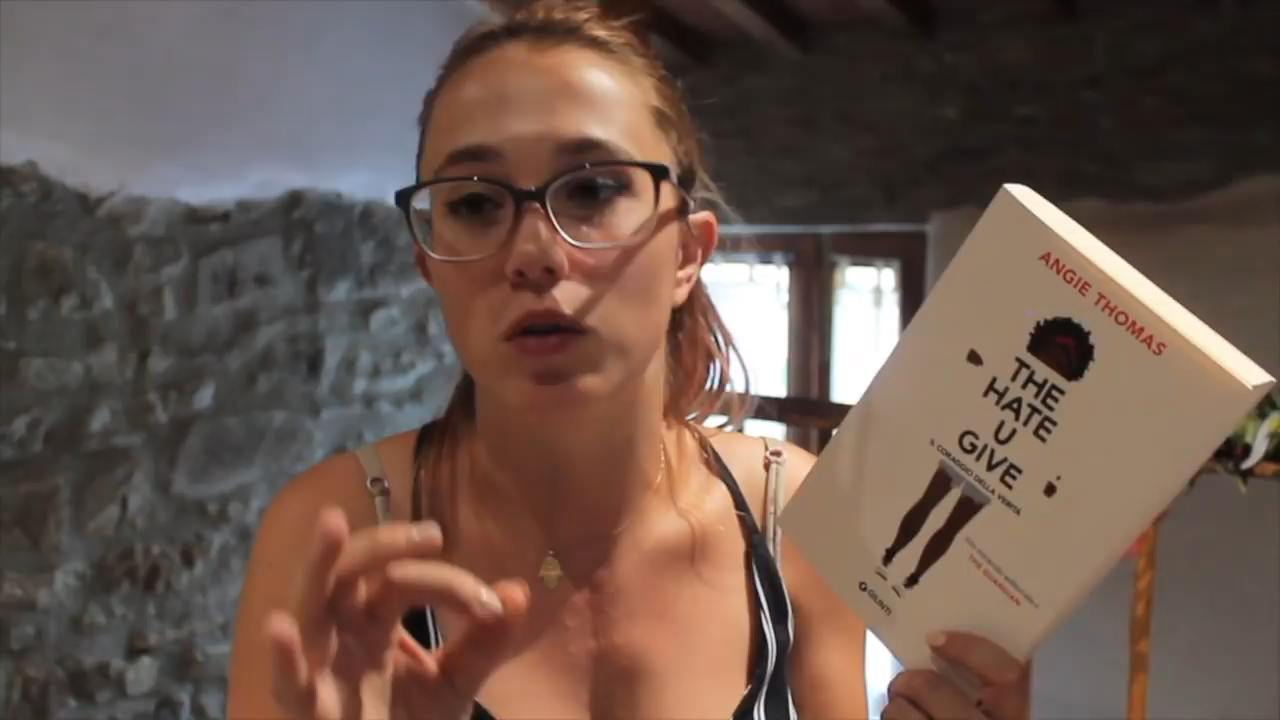 ANGIE THOMAS
THE
HATE
U
GIVE
IL CORAGGIO DELLA VERITÀ
THE GUARDIAN
GIUNTI